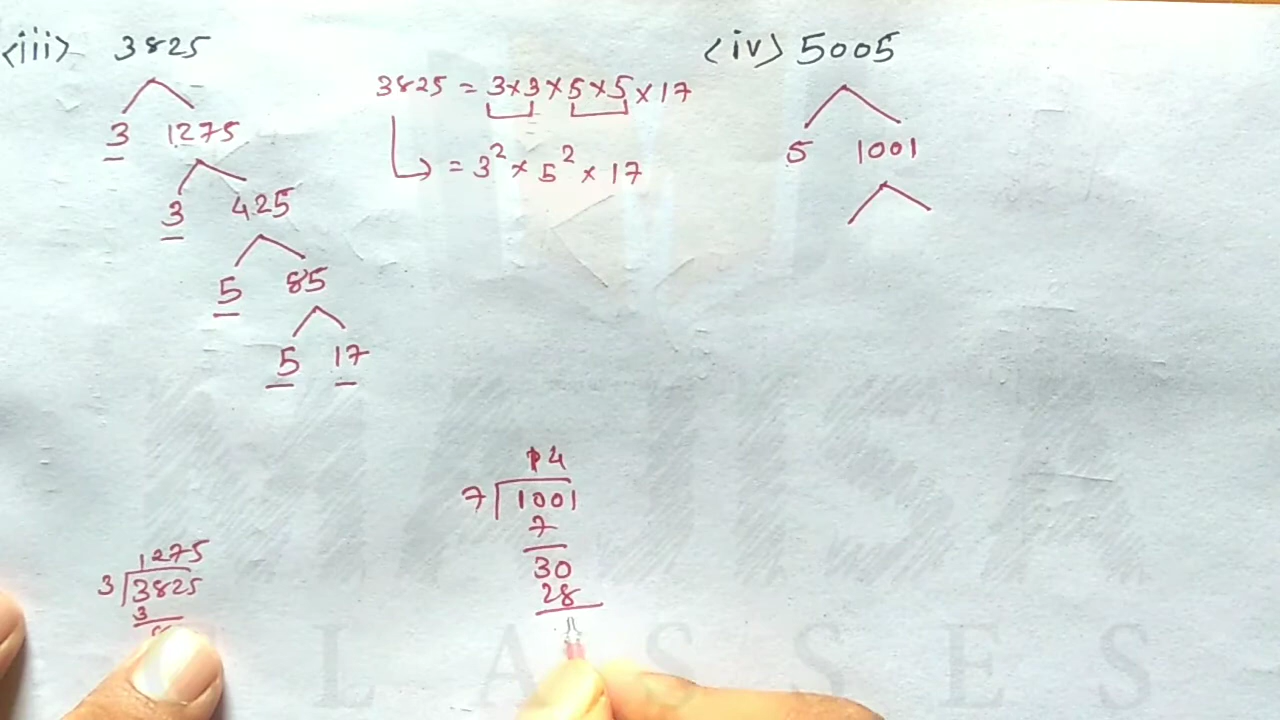 (iii) 3825
3 1275
3 425
5 85
5 17
3825 = 3×3×5×5×17
= 3² × 5² × 17
(iv) 5005
5 1001
1275
3 3825
3
14
7 1001
7
30
28
CLASSES